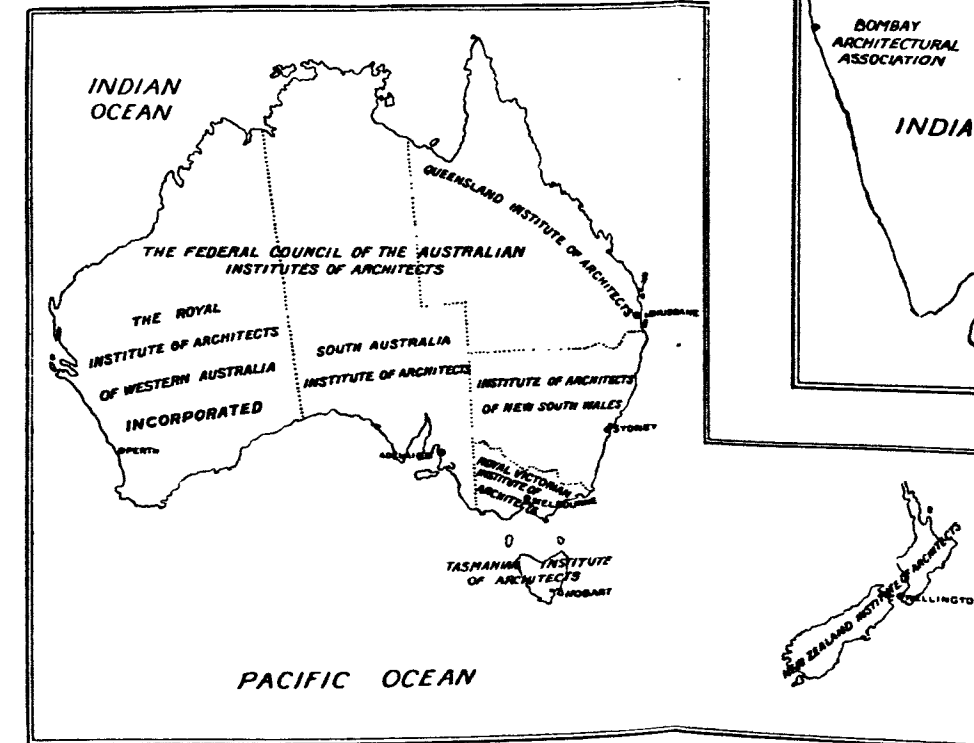 INDIAN
OCEAN
QUEENSLAND INSTITUTE OF ARCHITECTS
THE FEDERAL COUNCIL OF THE AUSTRALIAN
INSTITUTES OF ARCHITECTS
BRISBANE
THE ROYAL
INSTITUTE OF ARCHITECTS
OF WESTERN AUSTRALIA
INCORPORATED
PERTH
SOUTH AUSTRALIA
INSTITUTE OF ARCHITECTS
ADELAIDE
INSTITUTE OF ARCHITECTS
OF NEW SOUTH WALES
SYDNEY
ROYAL VICTORIAN
INSTITUTE OF
ARCHITECTS
MELBOURNE
TASMANIAN INSTITUTE
OF ARCHITECTS
HOBART
PACIFIC OCEAN
BOMBAY
ARCHITECTURAL
ASSOCIATION
INDIA
NEW ZEALAND INSTITUTE OF ARCHITECTS
WELLINGTO